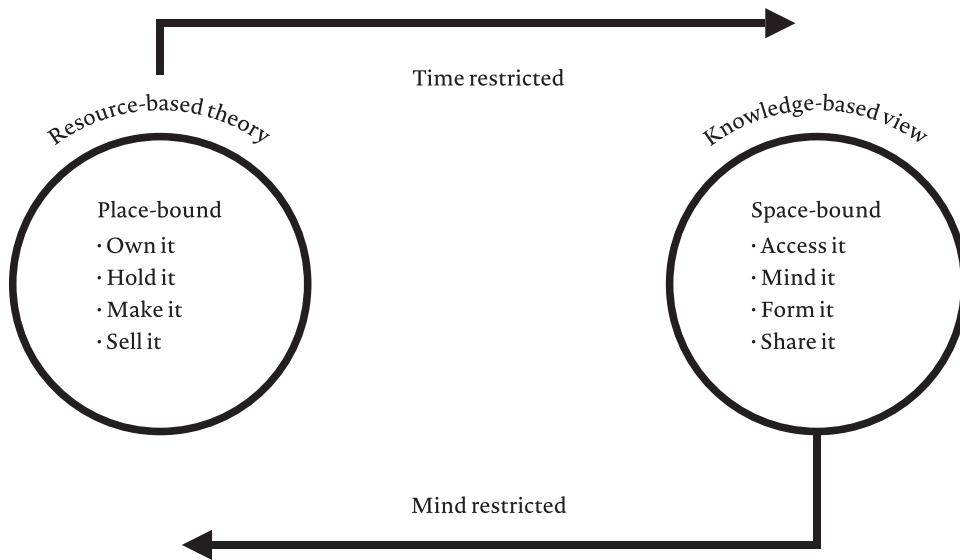 Time restricted
Resource-based theory
Place-bound
· Own it
· Hold it
· Make it
· Sell it
Knowledge-based view
Space-bound
· Access it
· Mind it
· Form it
· Share it
Mind restricted